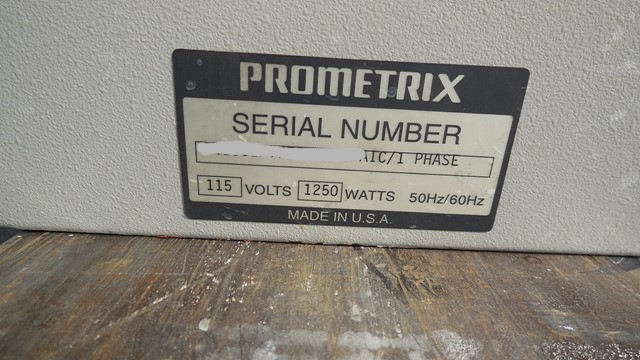 PROMETRIX
SERIAL NUMBER
AIC/1 PHASE
115 VOLTS 1250 WATTS 50Hz/60Hz
MADE IN U.S.A.